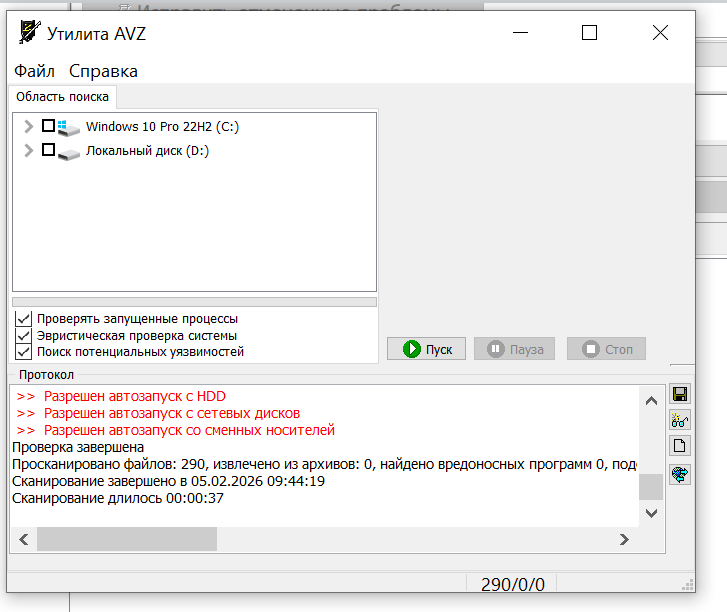 Исправить отмеченные проблемы
Утилита AVZ
Файл Справка
Область поиска
Windows 10 Pro 22H2 (C:)
Локальный диск (D:)
Проверять запущенные процессы
Эвристическая проверка системы
Поиск потенциальных уязвимостей
Пуск Пауза Стоп
Протокол
>> Разрешен автозапуск с HDD
>> Разрешен автозапуск с сетевых дисков
>> Разрешен автозапуск со сменных носителей
Проверка завершена
Просканировано файлов: 290, извлечено из архивов: 0, найдено вредоносных программ 0, под
Сканирование завершено в 05.02.2026 09:44:19
Сканирование длилось 00:00:37
290/0/0